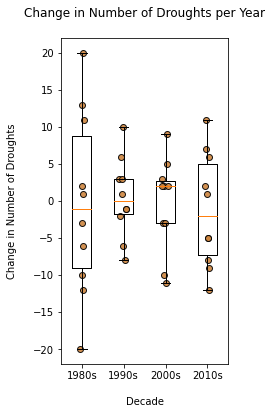 Change in Number of Droughts per Year
20
15
10
5
0
−5
−10
−15
−20
Change in Number of Droughts
1980s 1990s 2000s 2010s
Decade